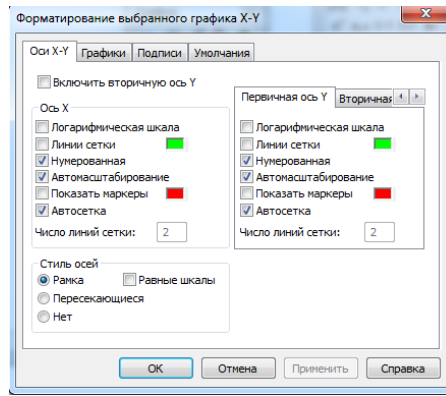 Форматирование выбранного графика X-Y
Оси X-Y Графики Подписи Умолчания
Включить вторичную ось Y
Ось X
Логарифмическая шкала
Линии сетки
Нумерованная
Автомасштабирование
Показать маркеры
Автосетка
Число линий сетки: 2
Первичная ось Y Вторичная
Логарифмическая шкала
Линии сетки
Нумерованная
Автомасштабирование
Показать маркеры
Автосетка
Число линий сетки: 2
Стиль осей
Рамка Равные шкалы
Пересекающиеся
Нет
ОК Отмена Применить Справка